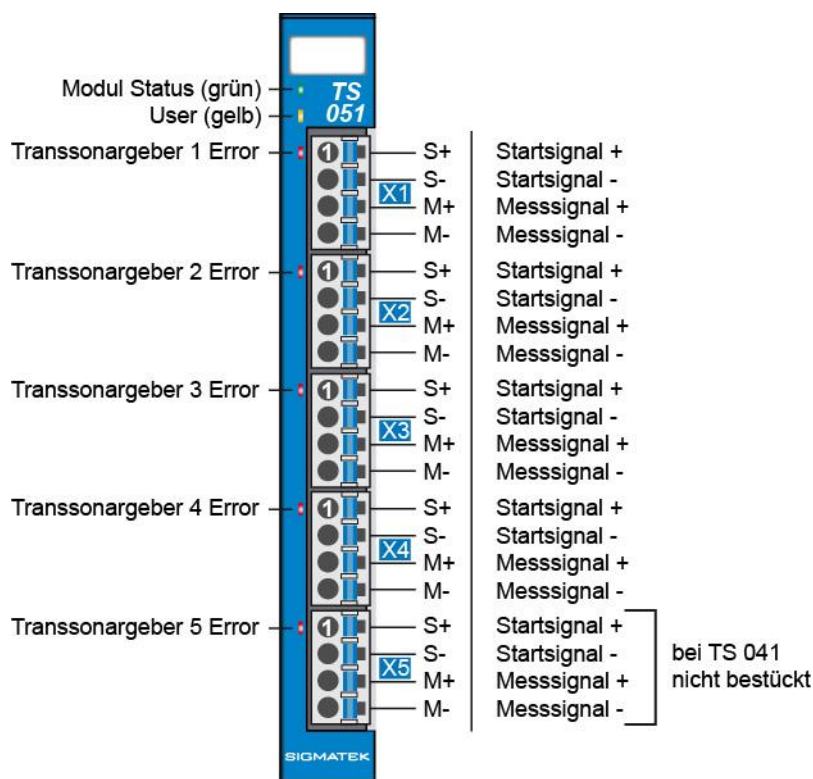 Modul Status (grün) TS
User (gelb) 051
Transsonargeber 1 Error 1 S+ Startsignal +
S- Startsignal -
X1
M+ Messsignal +
M- Messsignal -
Transsonargeber 2 Error 1 S+ Startsignal +
S- Startsignal -
X2
M+ Messsignal +
M- Messsignal -
Transsonargeber 3 Error 1 S+ Startsignal +
S- Startsignal -
X3
M+ Messsignal +
M- Messsignal -
Transsonargeber 4 Error 1 S+ Startsignal +
S- Startsignal -
X4
M+ Messsignal +
M- Messsignal -
Transsonargeber 5 Error 1 S+ Startsignal +
S- Startsignal -
X5
M+ Messsignal +
M- Messsignal -
bei TS 041
nicht bestückt
SIGMATEK